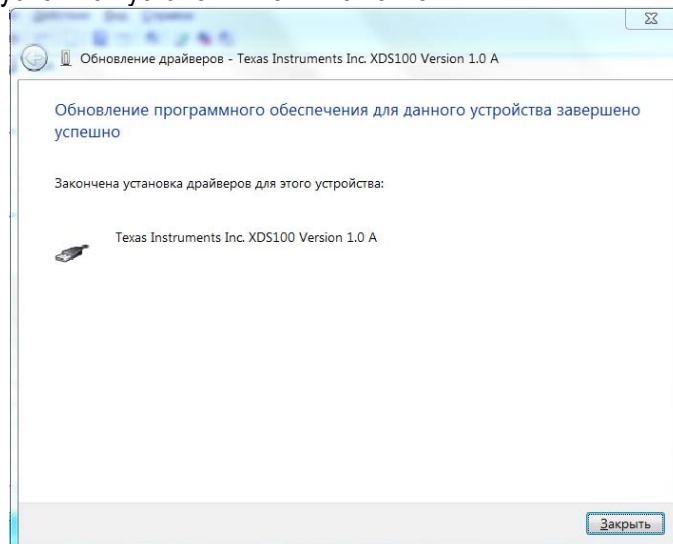 Обновление драйверов - Texas Instruments Inc. XDS100 Version 1.0 A
Обновление программного обеспечения для данного устройства завершено
успешно
Закончена установка драйверов для этого устройства:
Texas Instruments Inc. XDS100 Version 1.0 A
Закрыть